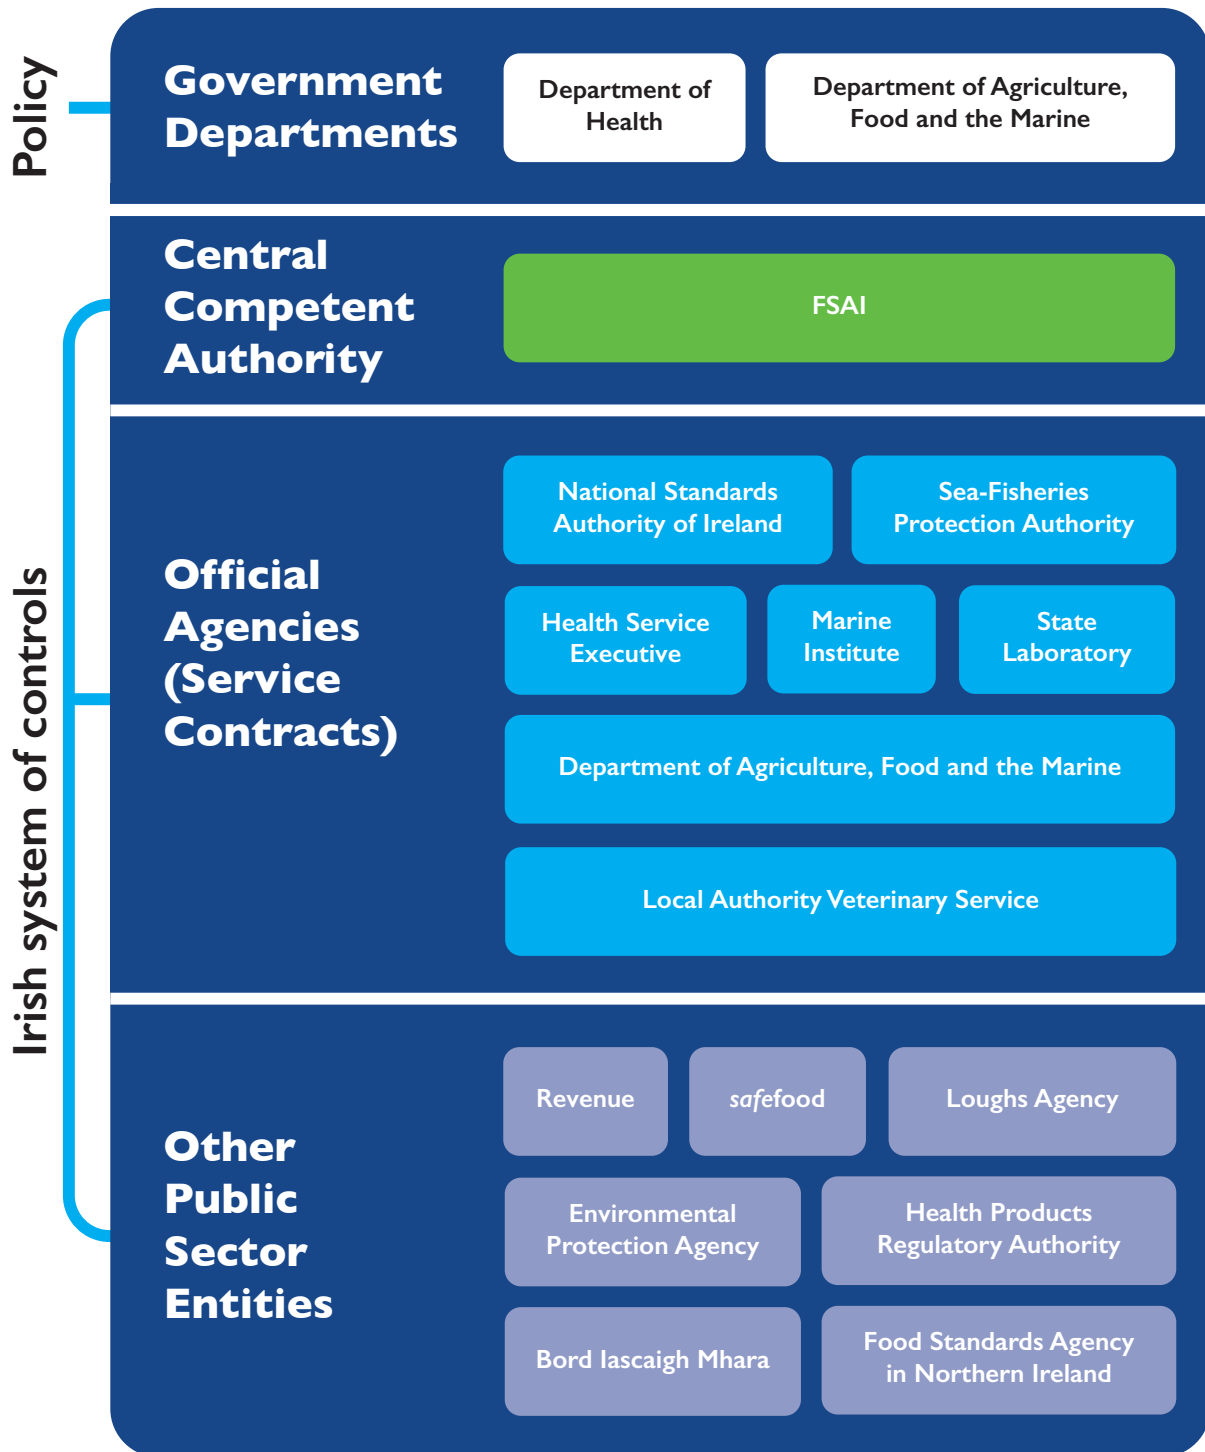 Policy
Government
Departments
Department of
Health
Department of Agriculture,
Food and the Marine
Irish system of controls
Central
Competent
Authority
FSAI
Official
Agencies
(Service
Contracts)
National Standards
Authority of Ireland
Sea-Fisheries
Protection Authority
Health Service
Executive
Marine
Institute
State
Laboratory
Department of Agriculture, Food and the Marine
Local Authority Veterinary Service
Other
Public
Sector
Entities
Revenue
safefood
Loughs Agency
Environmental
Protection Agency
Health Products
Regulatory Authority
Bord Iascaigh Mhara
Food Standards Agency
in Northern Ireland